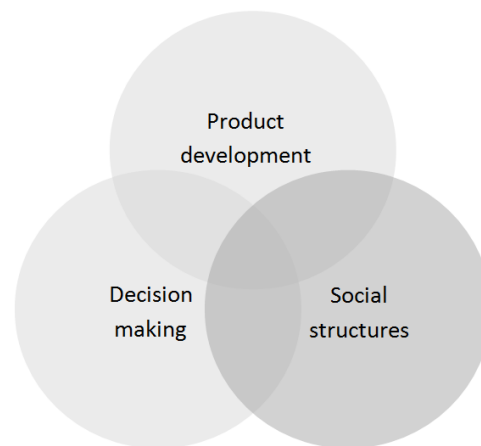 Product
development
Decision
making
Social
structures